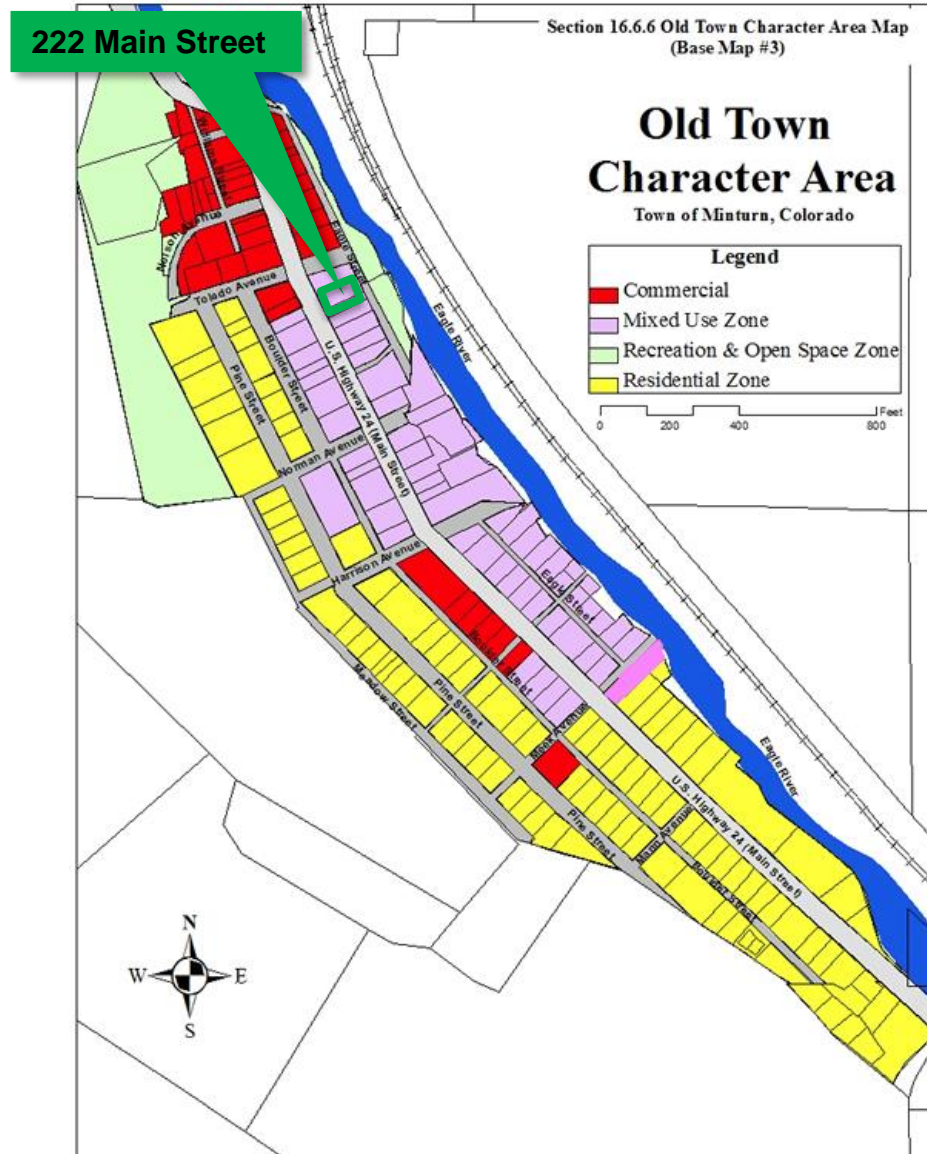 222 Main Street
Section 16.6.6 Old Town Character Area Map
(Base Map #3)
Old Town
Character Area
Town of Minturn, Colorado
Legend
Commercial
Mixed Use Zone
Recreation & Open Space Zone
Residential Zone
0 200 400 800 Feet
Nelson Avenue
Eagle Street
Toledo Avenue
Eagle River
Boulder Street
Pine Street
U.S. Highway 24 (Main Street)
Norman Avenue
Harrison Avenue
Eagle Street
Boulder Street
Meadow Street
Pine Street
Meek Avenue
Eagle River
U.S. Highway 24 (Main Street)
Pine Street
Mann Avenue
Boulder Street
N
W E
S